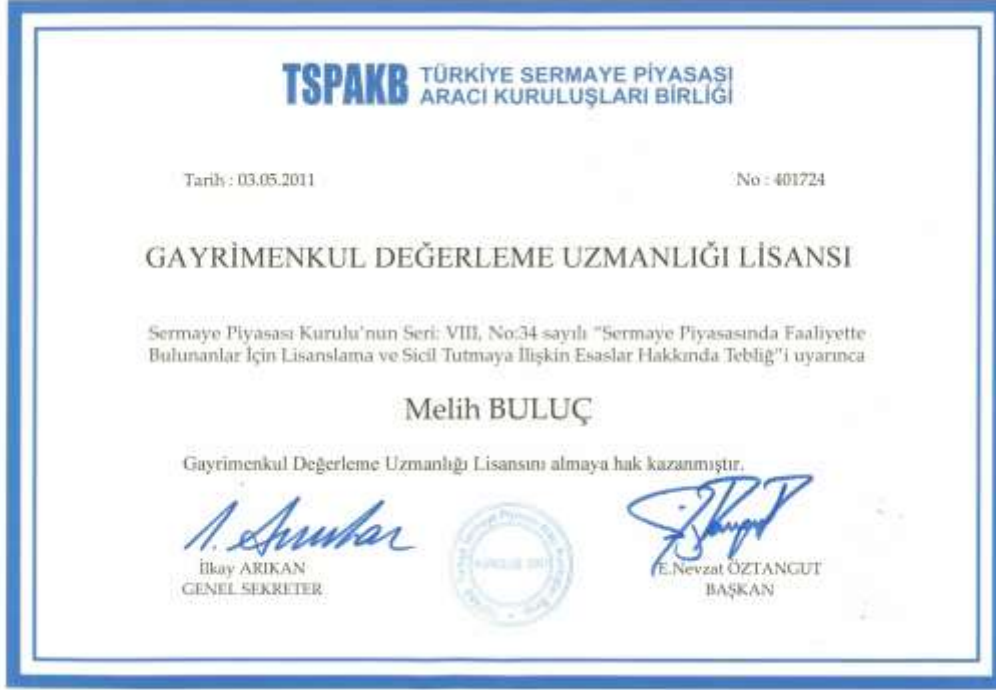 TSPAKB TÜRKİYE SERMAYE PİYASASI
ARACI KURULUŞLARI BİRLİĞİ
Tarih : 03.05.2011
No : 401724
GAYRİMENKUL DEĞERLEME UZMANLIĞI LİSANSI
Sermaye Piyasası Kurulu'nun Seri: VIII, No:34 sayılı "Sermaye Piyasasında Faaliyette
Bulunanlar İçin Lisanslama ve Sicil Tutmaya İlişkin Esaslar Hakkında Tebliğ"i uyarınca
Melih BULUÇ
Gayrimenkul Değerleme Uzmanlığı Lisansını almaya hak kazanmıştır.
İlkay ARIKAN
GENEL SEKRETER
E.Nevzat ÖZTANGUT
BAŞKAN